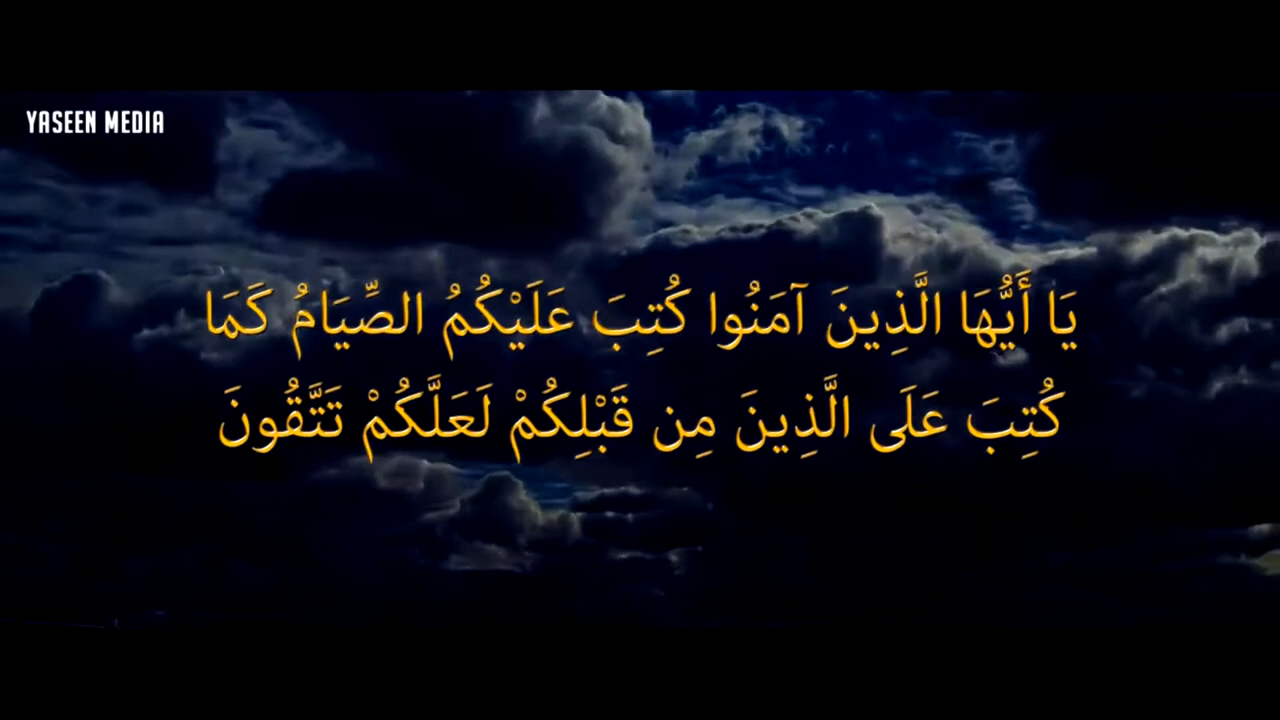 YASEEN MEDIA
يَا أَيُّهَا الَّذِينَ آمَنُوا كُتِبَ عَلَيْكُمُ الصِّيَامُ كَمَا
كُتِبَ عَلَى الَّذِينَ مِن قَبْلِكُمْ لَعَلَّكُمْ تَتَّقُونَ